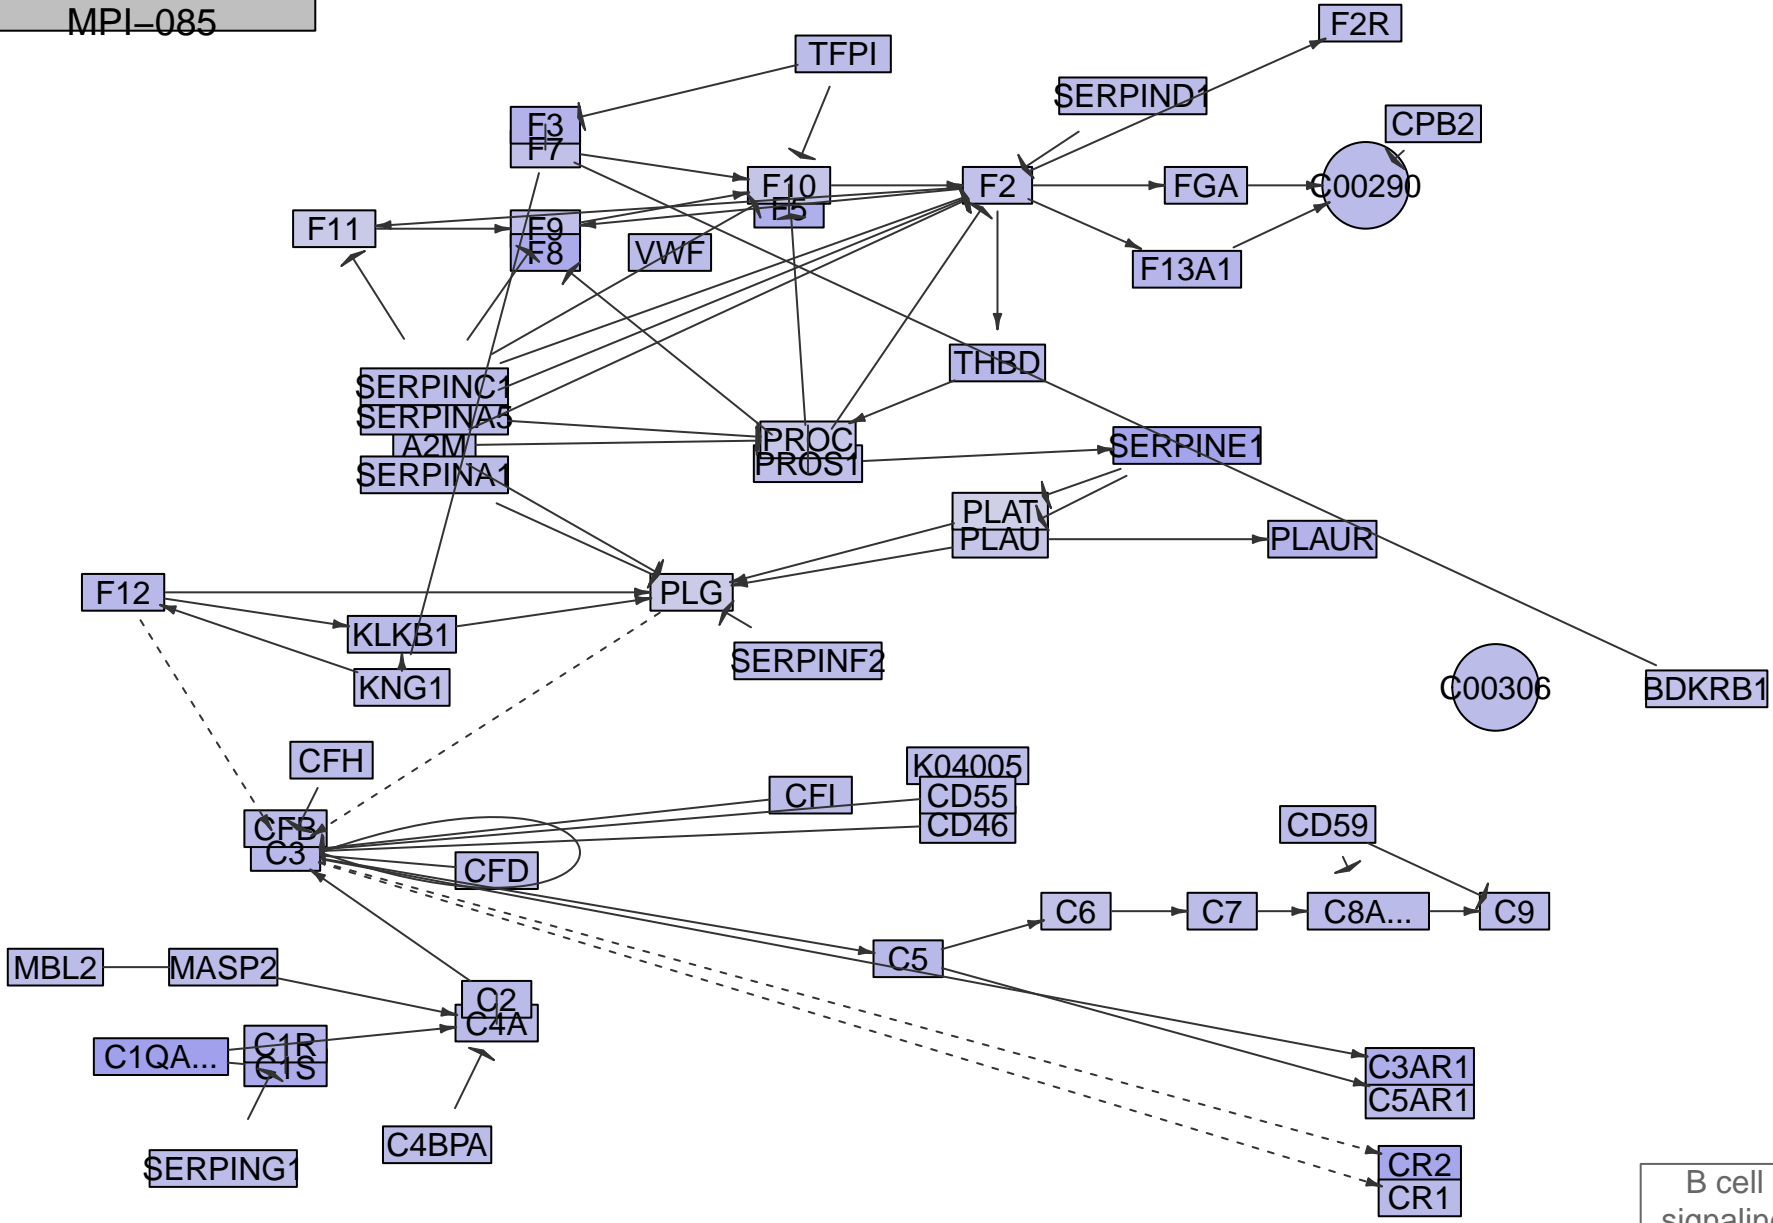 MPI–085
F2R
TFPI
SERPIND1
CPB2
F3
F7
F10
F2
FGA
C00290
F5
F11
F9
F8
VWF
F13A1
THBD
SERPINC1
SERPINA5
A2M
SERPINA1
PROC
PROS1
SERPINE1
PLAT
PLAU
PLAUR
F12
PLG
KLKB1
SERPINF2
KNG1
C00306
BDKRB1
CFH
K04005
CFI
CD55
CD46
CFB
C3
CFD
CD59
C6
C7
C8A...
C9
C5
MBL2
MASP2
C2
C4A
C1QA...
C1R
C1S
C3AR1
C5AR1
C4BPA
SERPING1
CR2
CR1
B cell
signaling